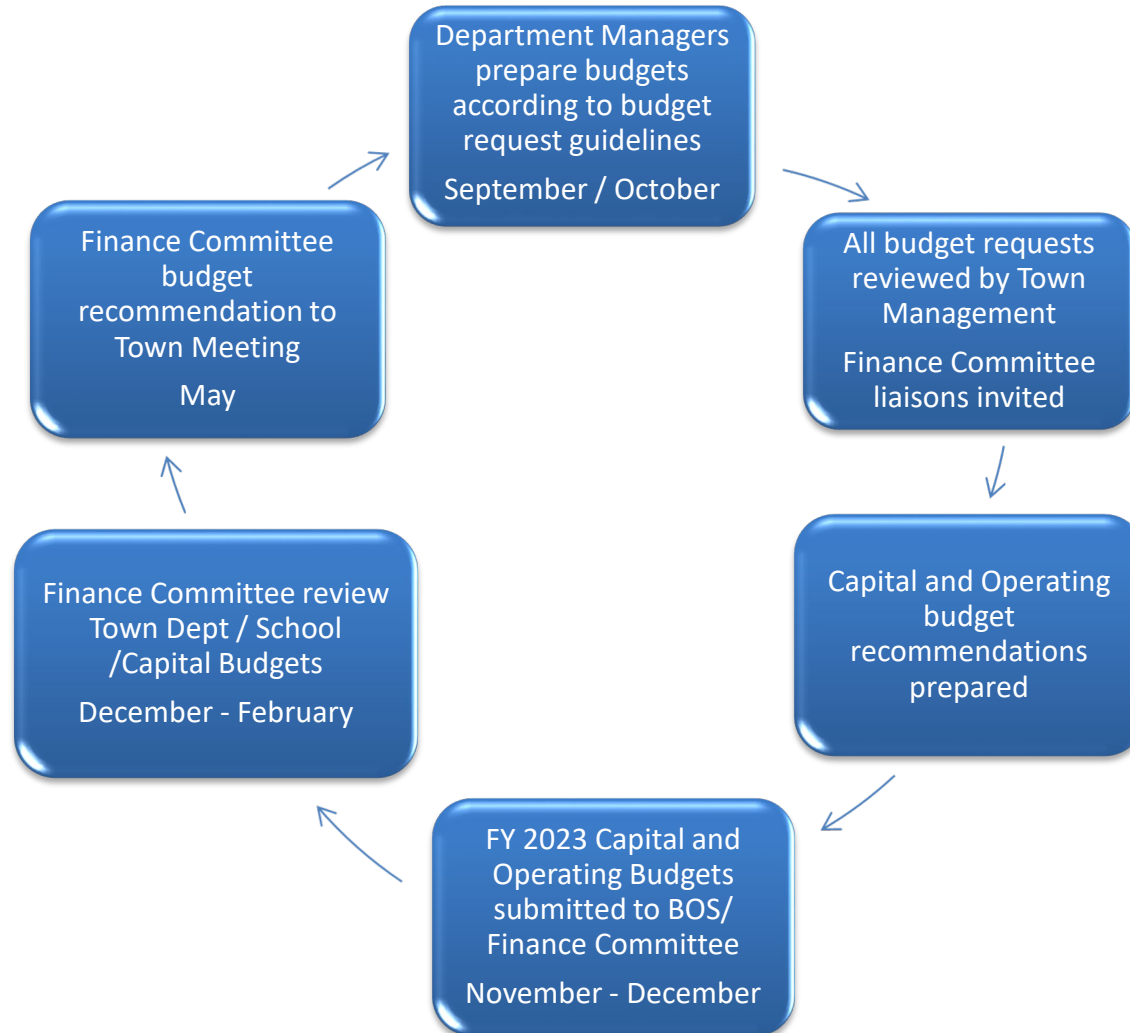 Department Managers
prepare budgets
according to budget
request guidelines
September / October
All budget requests
reviewed by Town
Management
Finance Committee
liaisons invited
Capital and Operating
budget
recommendations
prepared
FY 2023 Capital and
Operating Budgets
submitted to BOS/
Finance Committee
November - December
Finance Committee review
Town Dept / School
/Capital Budgets
December - February
Finance Committee
budget
recommendation to
Town Meeting
May